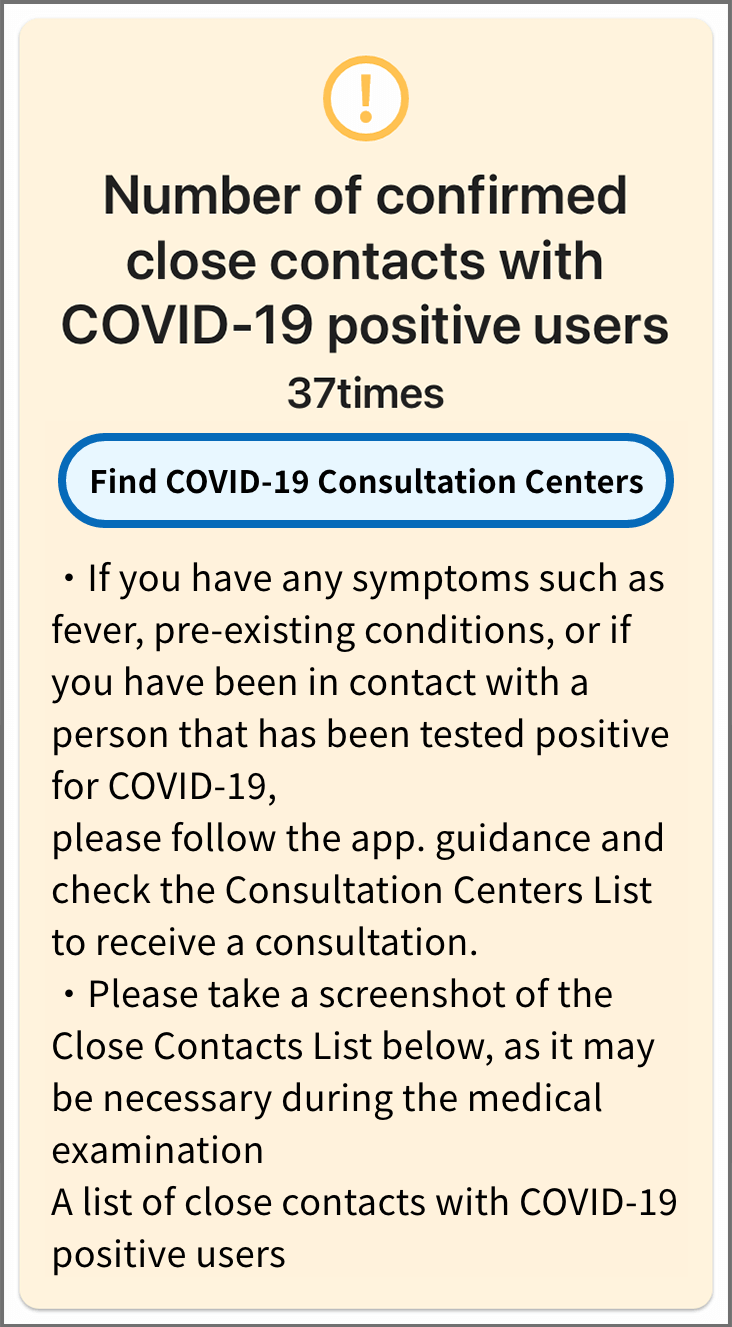 Number of confirmed
close contacts with
COVID-19 positive users
37times
Find COVID-19 Consultation Centers
・If you have any symptoms such as
fever, pre-existing conditions, or if
you have been in contact with a
person that has been tested positive
for COVID-19,
please follow the app. guidance and
check the Consultation Centers List
to receive a consultation.
・Please take a screenshot of the
Close Contacts List below, as it may
be necessary during the medical
examination
A list of close contacts with COVID-19
positive users